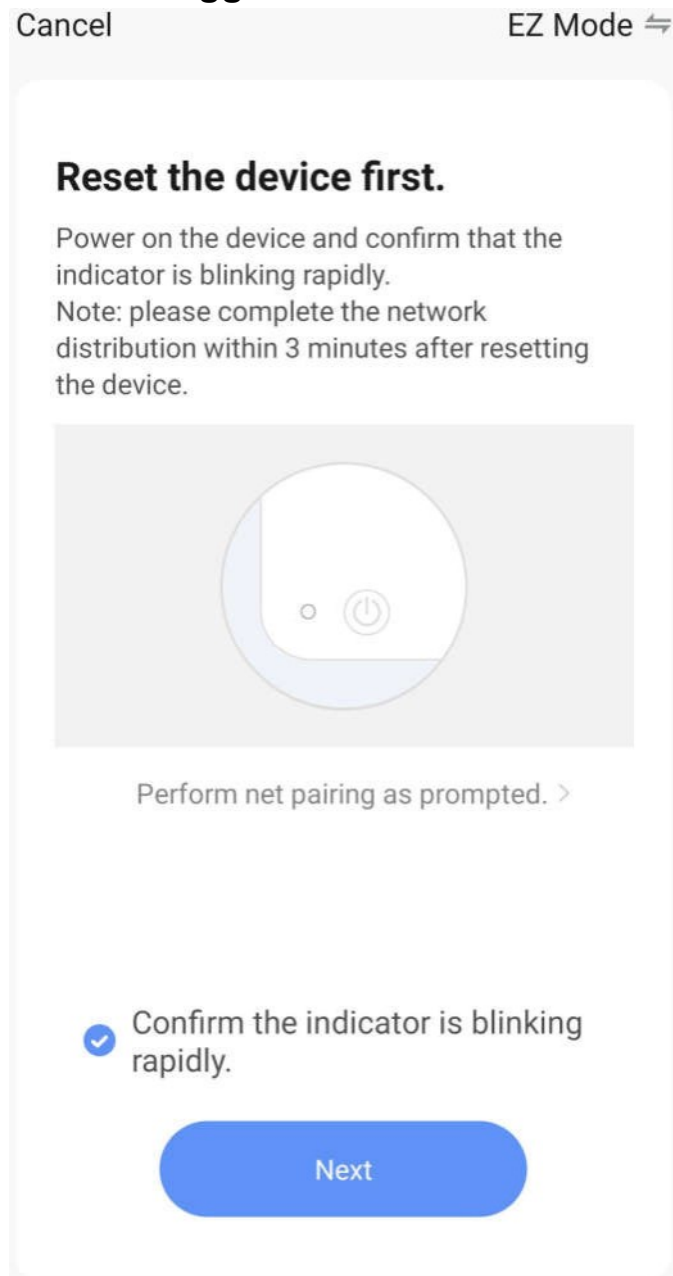 Cancel
EZ Mode
Reset the device first.
Power on the device and confirm that the
indicator is blinking rapidly.
Note: please complete the network
distribution within 3 minutes after resetting
the device.
Perform net pairing as prompted. >
Confirm the indicator is blinking
rapidly.
Next